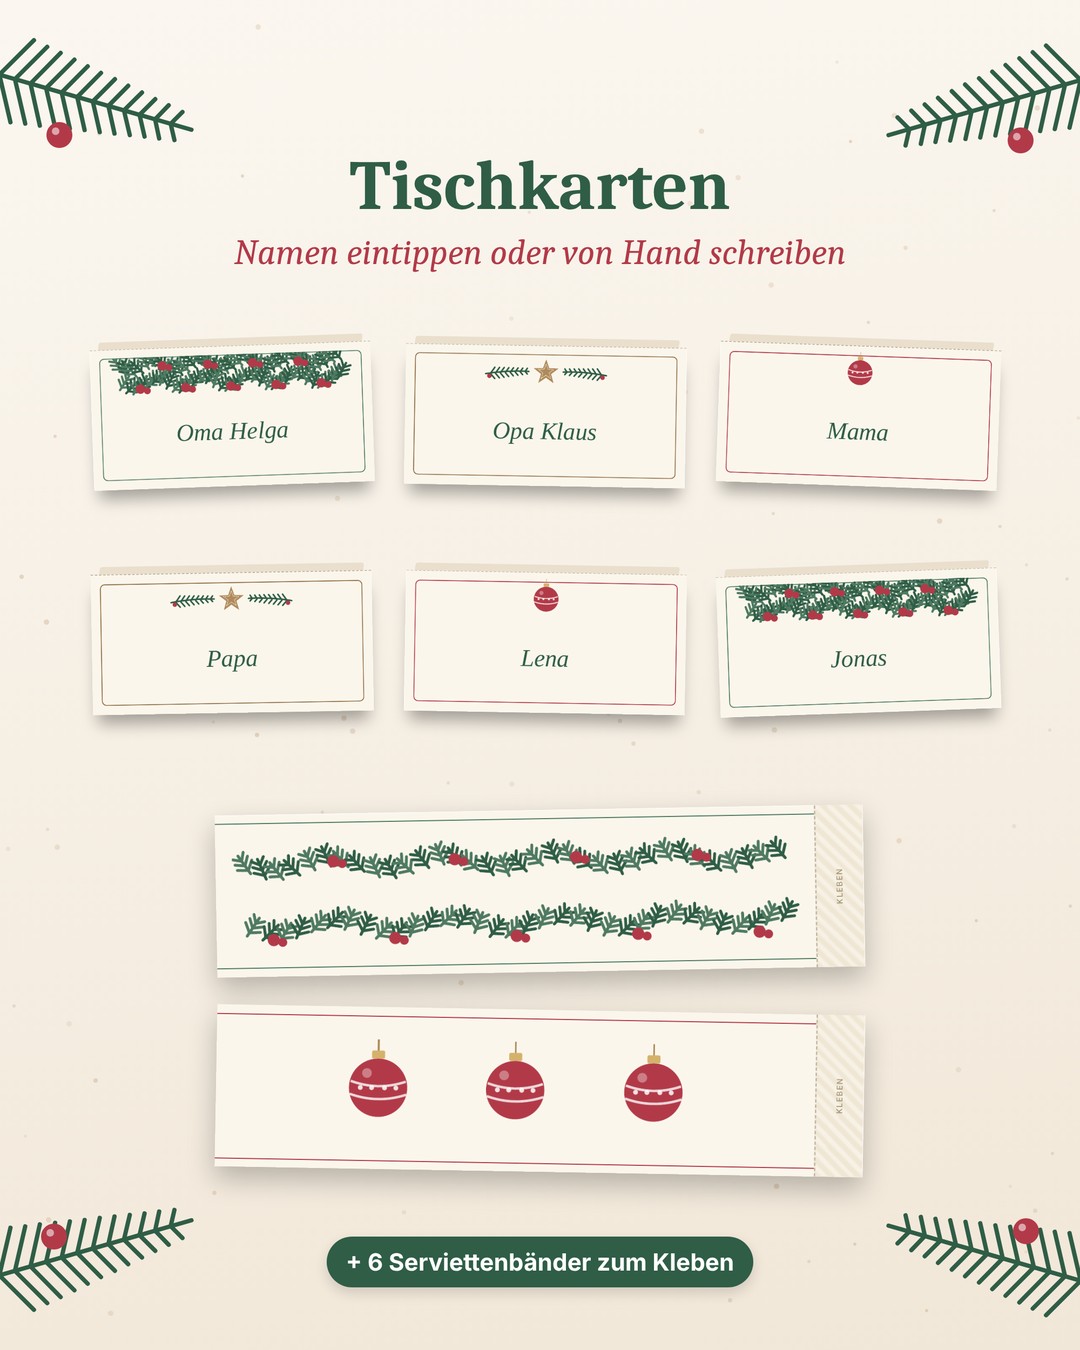 Tischkarten
Namen eintippen oder von Hand schreiben
Oma Helga
Opa Klaus
Mama
Papa
Lena
Jonas
KLEBEN
KLEBEN
+ 6 Serviettenbänder zum Kleben